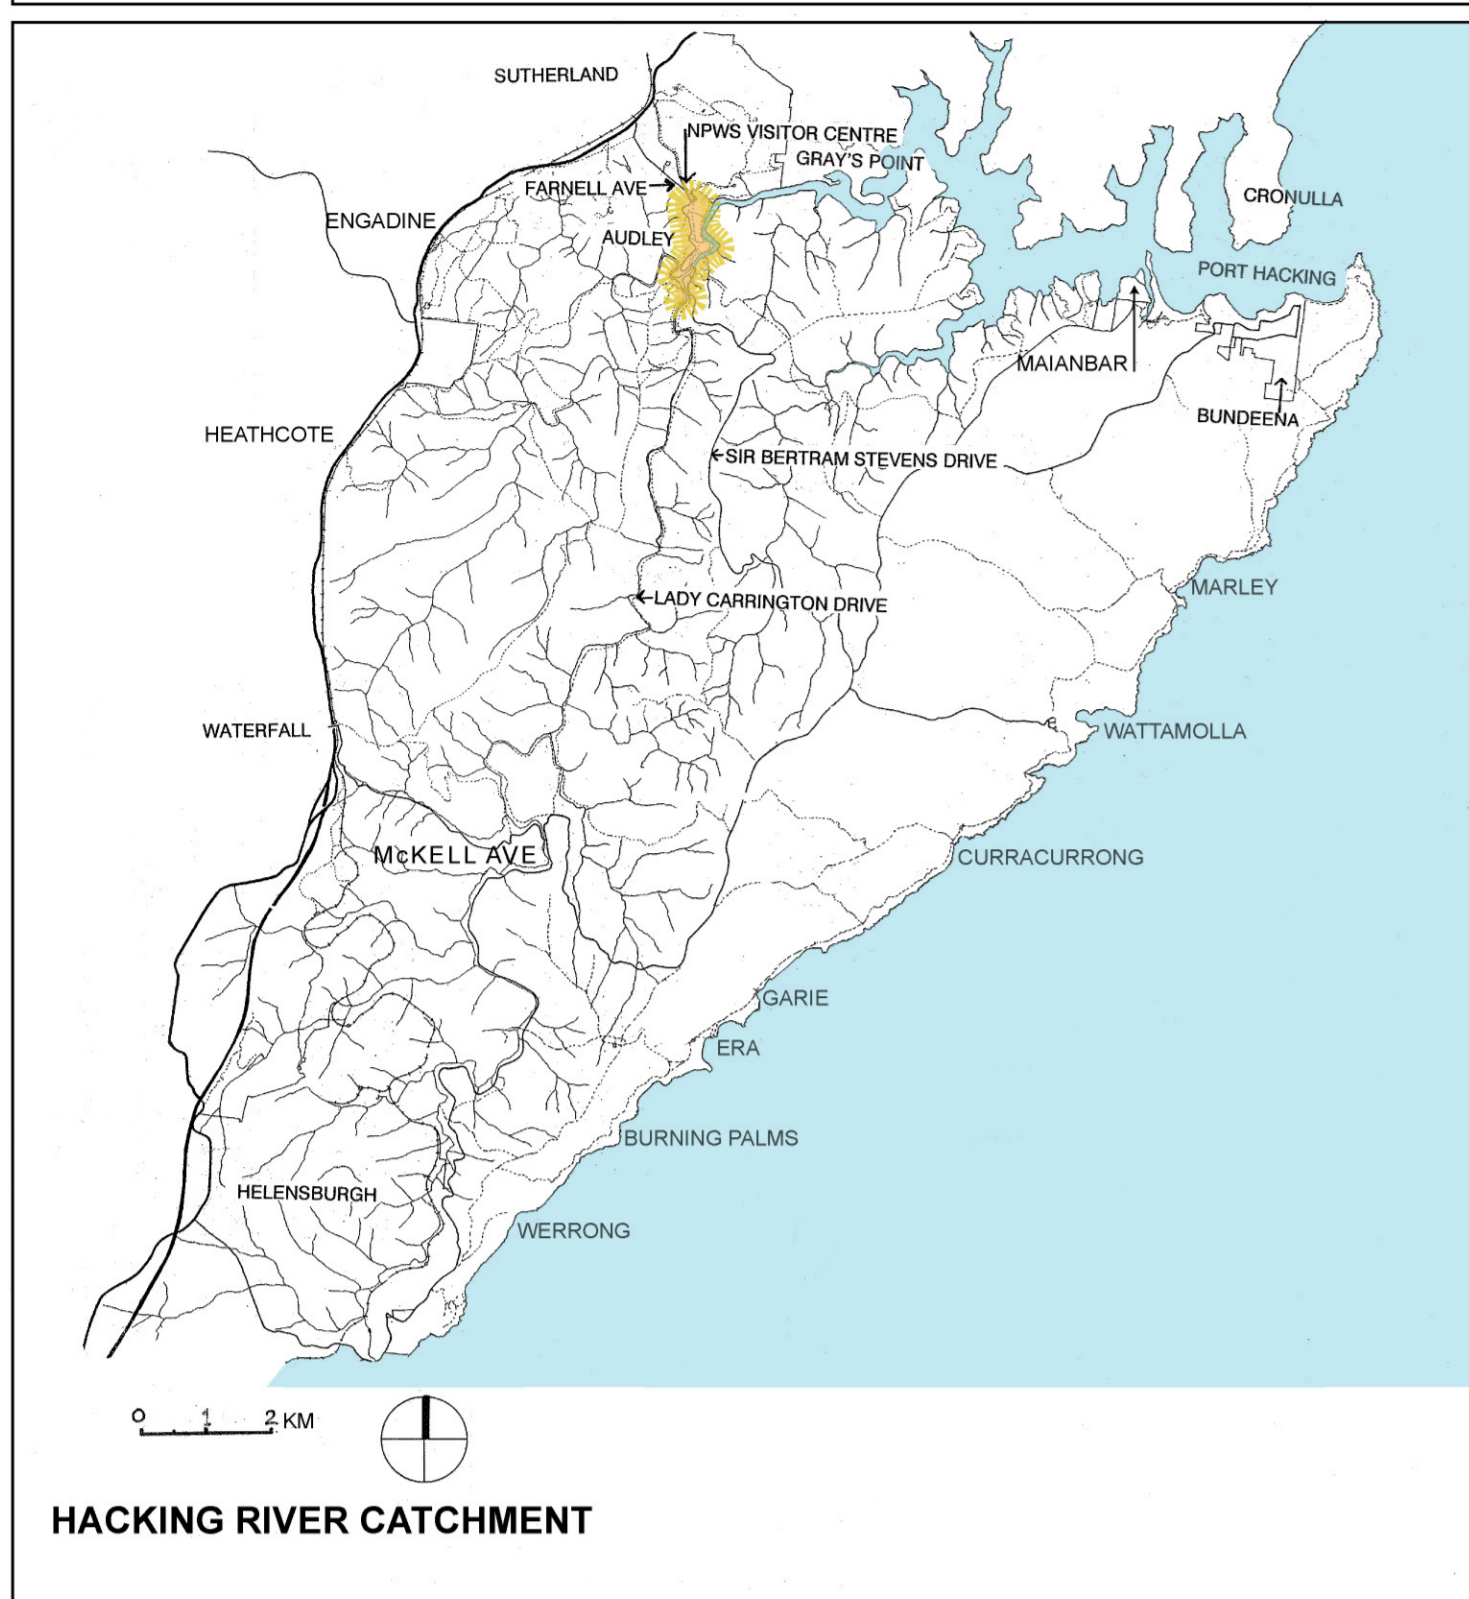 SUTHERLAND
NPWS VISITOR CENTRE
GRAY'S POINT
FARNELL AVE
CRONULLA
ENGADINE
AUDLEY
PORT HACKING
MAIANBAR
BUNDEENA
HEATHCOTE
SIR BERTRAM STEVENS DRIVE
MARLEY
LADY CARRINGTON DRIVE
WATERFALL
WATTAMOLLA
McKELL AVE
CURRACURRONG
GARIE
ERA
BURNING PALMS
HELENSBURGH
WERRONG
0 1 2 KM
HACKING RIVER CATCHMENT